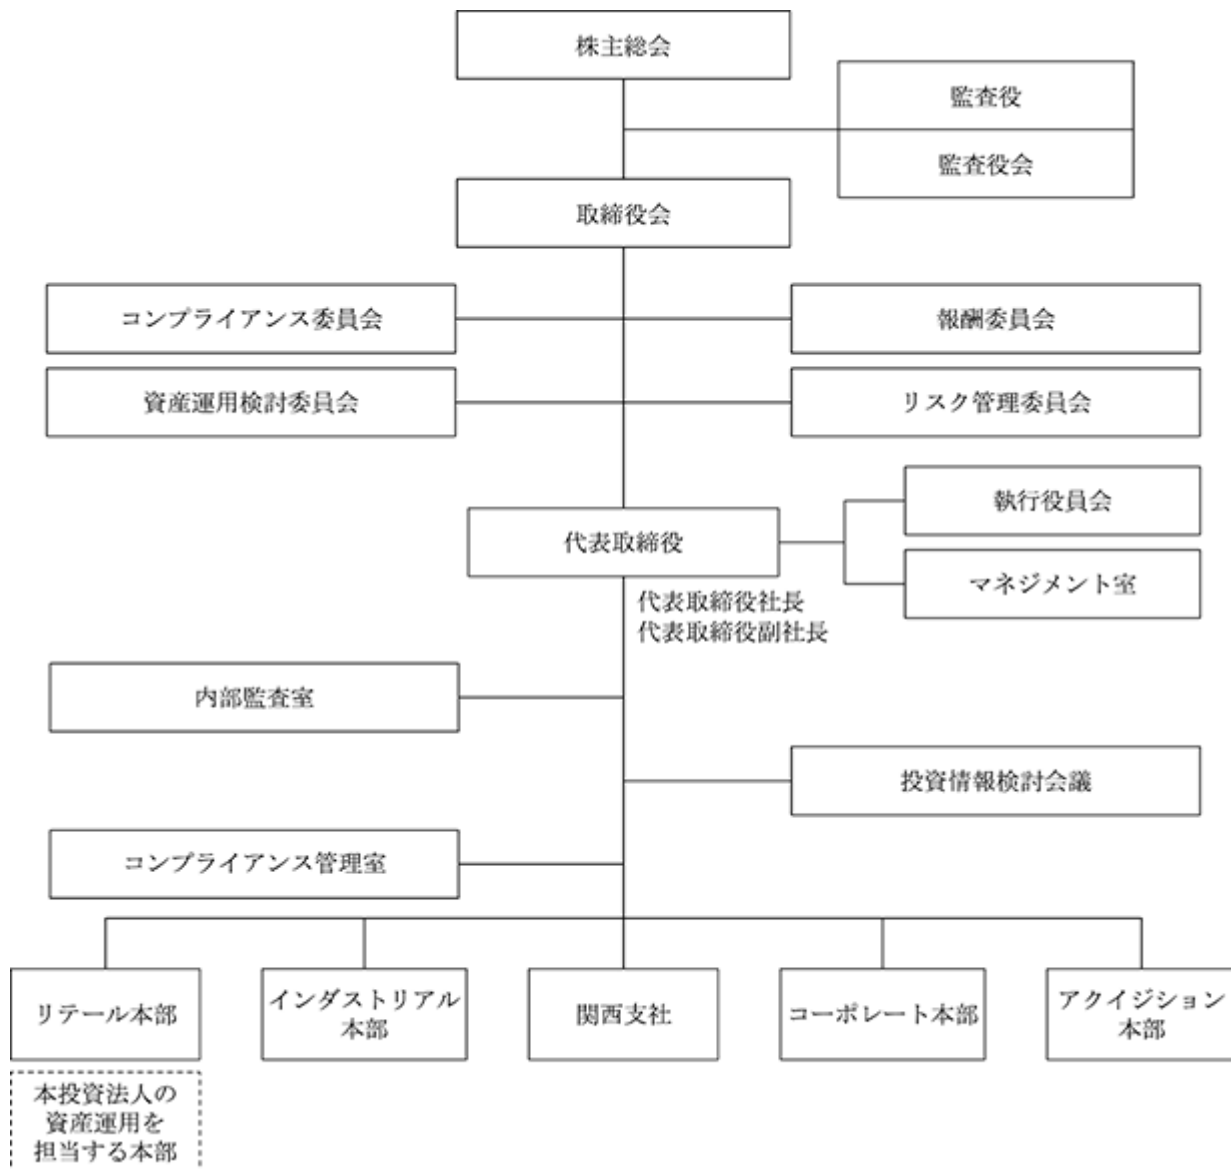 株主総会
監査役
監査役会
取締役会
コンプライアンス委員会
報酬委員会
資産運用検討委員会
リスク管理委員会
執行役員会
代表取締役
マネジメント室
代表取締役社長
代表取締役副社長
内部監査室
投資情報検討会議
コンプライアンス管理室
リテール本部
インダストリアル
本部
関西支社
コーポレート本部
アクイジション
本部
本投資法人の
資産運用を
担当する本部